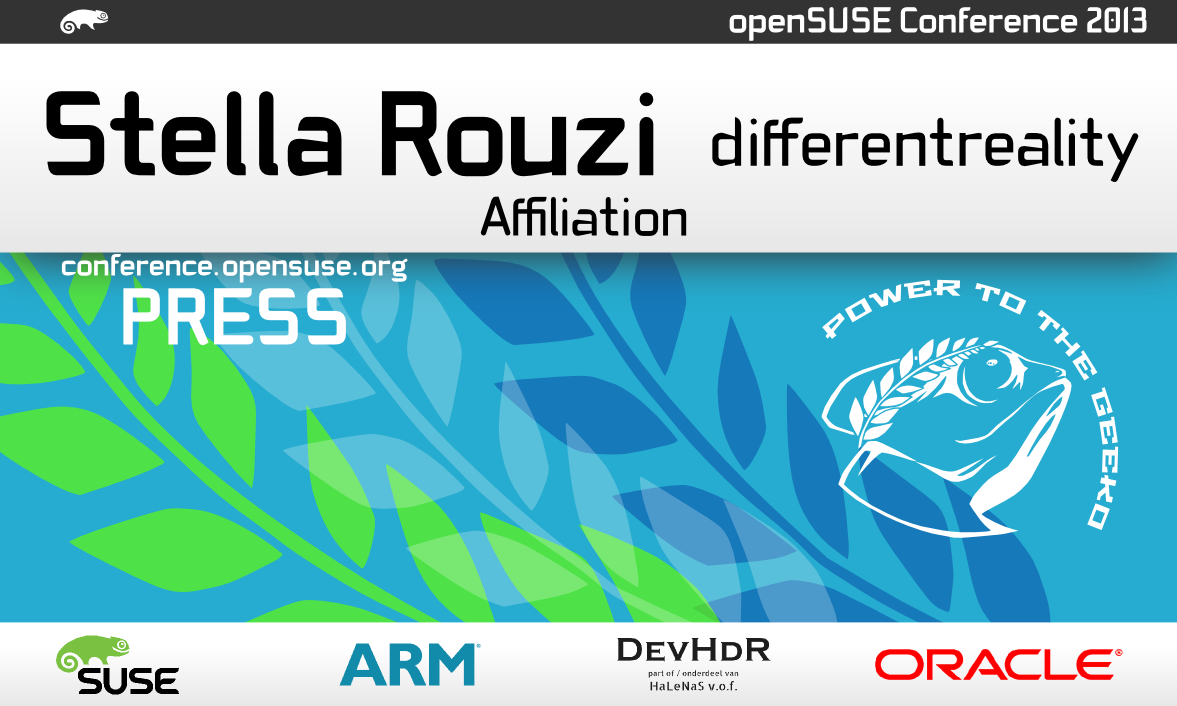 openSUSE Conference 2013
Stella Rouzi differentreality
Affiliation
conference.opensuse.org
PRESS
POWER TO THE GEEKO
SUSE
ARM®
DEVHDR
part of / onderdeel van
HaLeNaS v.o.f.
ORACLE®